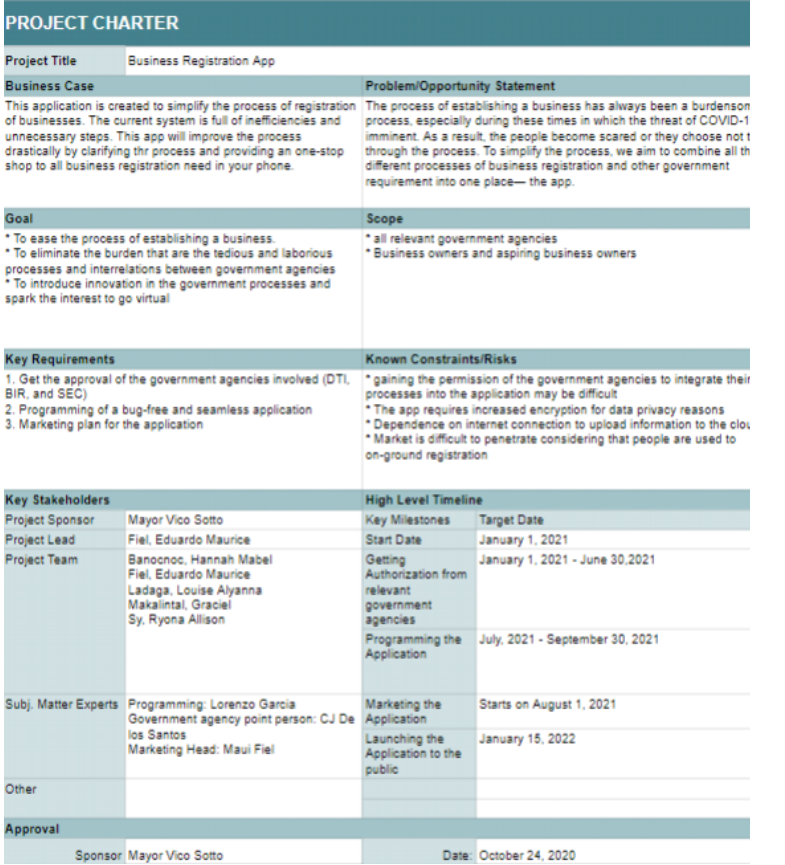 PROJECT CHARTER
Project Title Business Registration App
Business Case
This application is created to simplify the process of registration
of businesses. The current system is full of inefficiencies and
unnecessary steps. This app will improve the process
drastically by clarifying thr process and providing an one-stop
shop to all business registration need in your phone.
Problem/Opportunity Statement
The process of establishing a business has always been a burdenson
process, especially during these times in which the threat of COVID-1
imminent. As a result, the people become scared or they choose not t
through the process. To simplify the process, we aim to combine all th
different processes of business registration and other government
requirement into one place— the app.
Goal
* To ease the process of establishing a business.
* To eliminate the burden that are the tedious and laborious
processes and interrelations between government agencies
* To introduce innovation in the government processes and
spark the interest to go virtual
Scope
* all relevant government agencies
* Business owners and aspiring business owners
Key Requirements
1. Get the approval of the government agencies involved (DTI,
BIR, and SEC)
2. Programming of a bug-free and seamless application
3. Marketing plan for the application
Known Constraints/Risks
* gaining the permission of the government agencies to integrate their
processes into the application may be difficult
* The app requires increased encryption for data privacy reasons
* Dependence on internet connection to upload information to the clou
* Market is difficult to penetrate considering that people are used to
on-ground registration
Key Stakeholders
Project Sponsor Mayor Vico Sotto
Project Lead Fiel, Eduardo Maurice
Project Team Banocnoc, Hannah Mabel
Fiel, Eduardo Maurice
Ladaga, Louise Alyanna
Makalintal, Graciel
Sy, Ryona Allison
Subj. Matter Experts Programming: Lorenzo Garcia
Government agency point person: CJ De
los Santos
Marketing Head: Maui Fiel
Other
High Level Timeline
Key Milestones Target Date
Start Date January 1, 2021
Getting January 1, 2021 - June 30,2021
Authorization from
relevant
government
agencies
Programming the July, 2021 - September 30, 2021
Application
Marketing the Starts on August 1, 2021
Application
Launching the January 15, 2022
Application to the
public
Approval
Sponsor Mayor Vico Sotto Date: October 24, 2020